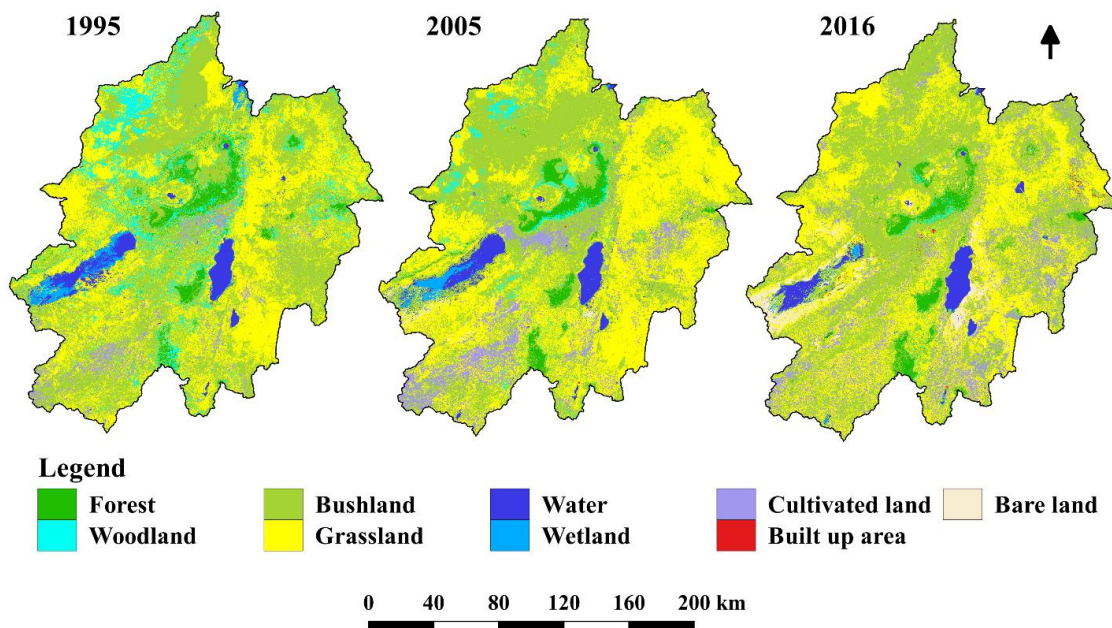 1995 2005 2016
Legend
Forest Bushland Water Cultivated land Bare land
Woodland Grassland Wetland Built up area
0 40 80 120 160 200 km